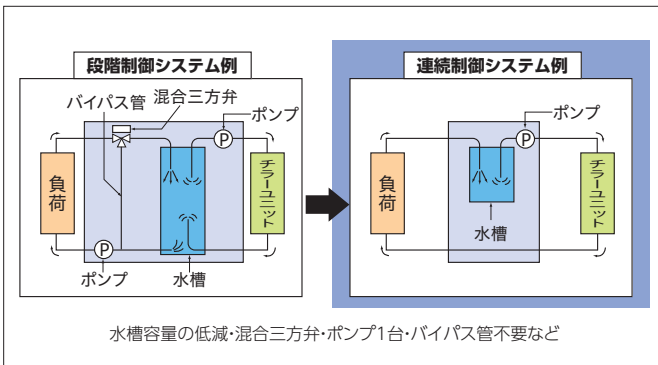 段階制御システム例
バイパス管
混合三方弁
ポンプ
P
負荷
チラーユニット
P
ポンプ
水槽
連続制御システム例
ポンプ
P
負荷
チラーユニット
水槽
水槽容量の低減・混合三方弁・ポンプ1台・バイパス管不要など